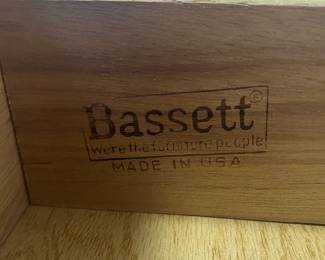 Bassett®
We're the furniture people!
MADE IN USA